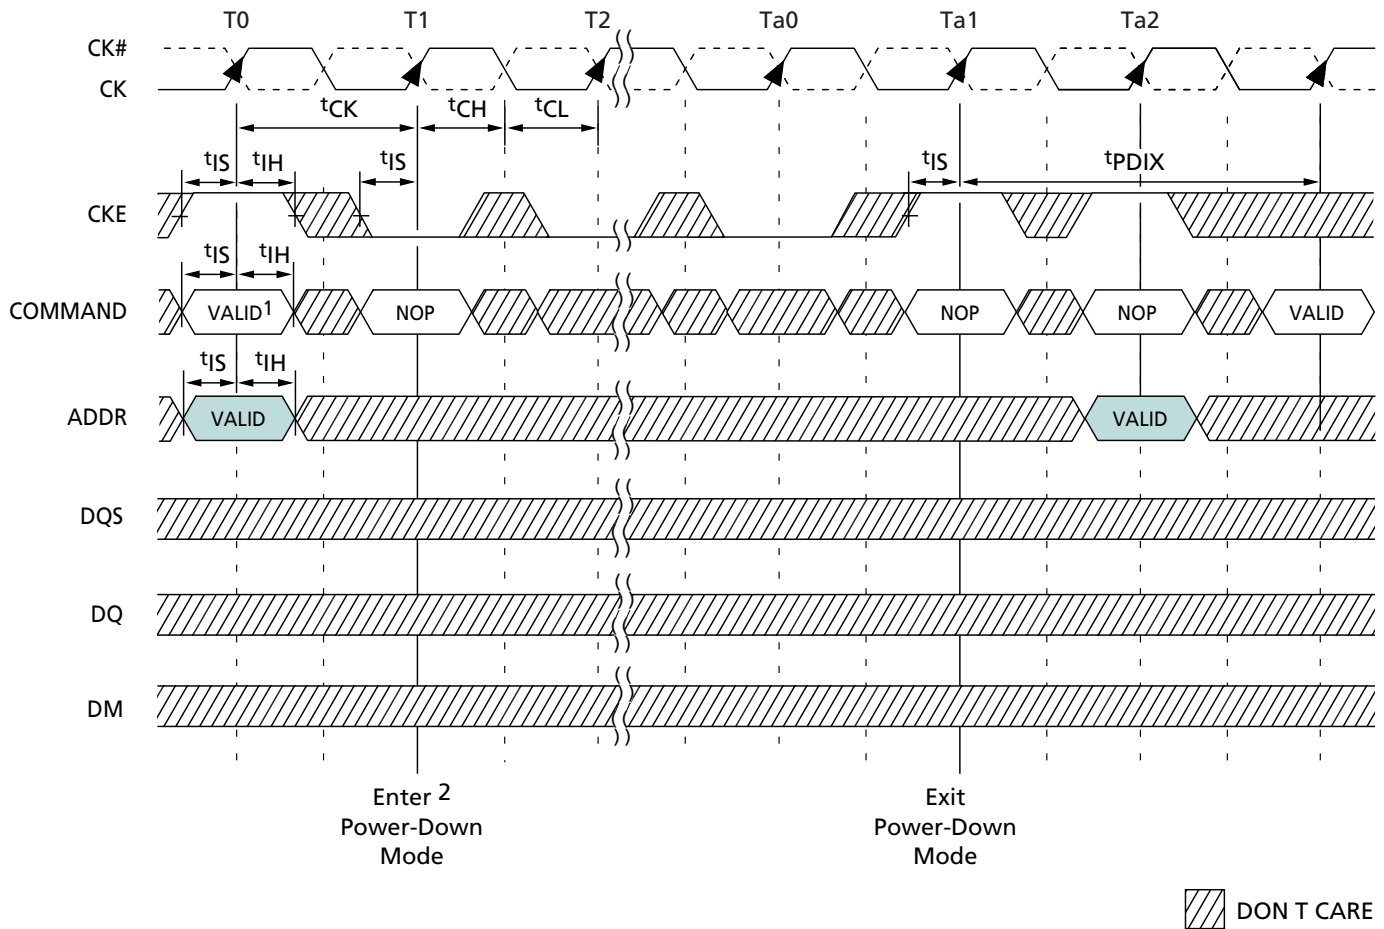 T0 T1 T2 Ta0 Ta1 Ta2
CK#
CK
tCK tCH tCL
tIS tIH tIS tIS tPDIX
CKE
tIS tIH
COMMAND VALID1 NOP NOP NOP VALID
tIS tIH
ADDR VALID VALID
DQS
DQ
DM
Enter 2
Power-Down
Mode
Exit
Power-Down
Mode
DON T CARE